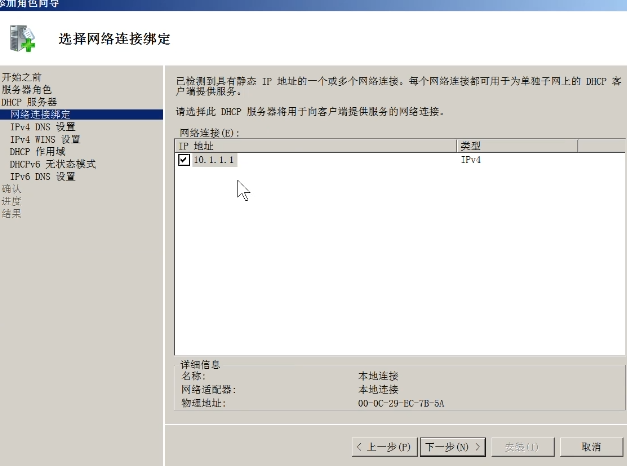 添加角色向导
选择网络连接绑定
开始之前
服务器角色
DHCP 服务器
网络连接绑定
IPv4 DNS 设置
IPv4 WINS 设置
DHCP 作用域
DHCPv6 无状态模式
IPv6 DNS 设置
确认
进度
结果
已检测到具有静态 IP 地址的一个或多个网络连接。每个网络连接都可用于为单独子网上的 DHCP 客
户端提供服务。
请选择此 DHCP 服务器将用于向客户端提供服务的网络连接。
网络连接(E):
IP 地址 类型
10.1.1.1 IPv4
详细信息
名称: 本地连接
网络适配器: 本地连接
物理地址: 00-0C-29-EC-7B-5A
< 上一步(P) 下一步(N) > 安装(I) 取消